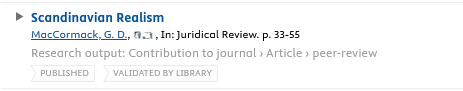 Scandinavian Realism
MacCormack, G. D., , In: Juridical Review. p. 33-55
Research output: Contribution to journal › Article › peer-review
PUBLISHED VALIDATED BY LIBRARY